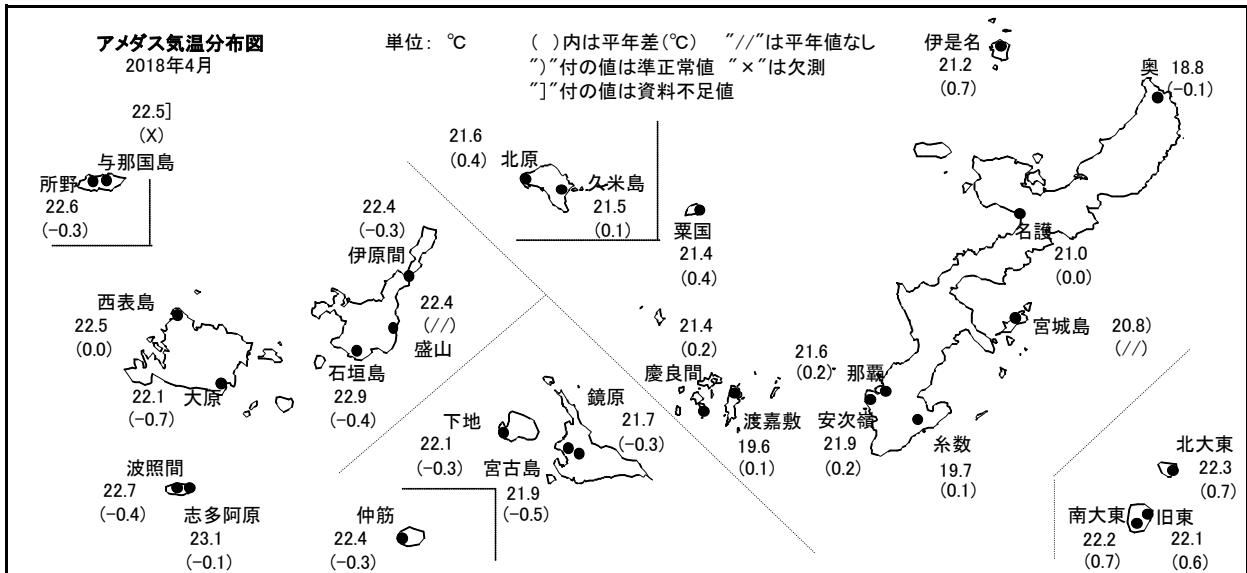 アメダス気温分布図
2018年4月
単位： ℃
（ ）内は平年差(℃) "//"は平年値なし
")"付の値は準正常値 "×"は欠測
"]"付の値は資料不足値
22.5]
(X)
与那国島
所野
22.6
(-0.3)
22.4
(-0.3)
伊原間
西表島
22.5
(0.0)
22.4
(//)
盛山
石垣島
22.9
(-0.4)
大原
22.1
(-0.7)
波照間
22.7
(-0.4)
志多阿原
23.1
(-0.1)
仲筋
22.4
(-0.3)
下地
22.1
(-0.3)
鏡原
21.7
(-0.3)
宮古島
21.9
(-0.5)
21.6
(0.4)
北原
久米島
21.5
(0.1)
粟国
21.4
(0.4)
21.4
(0.2)
慶良間
渡嘉敷
19.6
(0.1)
伊是名
21.2
(0.7)
奥
18.8
(-0.1)
名護
21.0
(0.0)
宮城島
20.8)
(//)
21.6
(0.2)
那覇
安次嶺
21.9
(0.2)
糸数
19.7
(0.1)
北大東
22.3
(0.7)
南大東
22.2
(0.7)
旧東
22.1
(0.6)